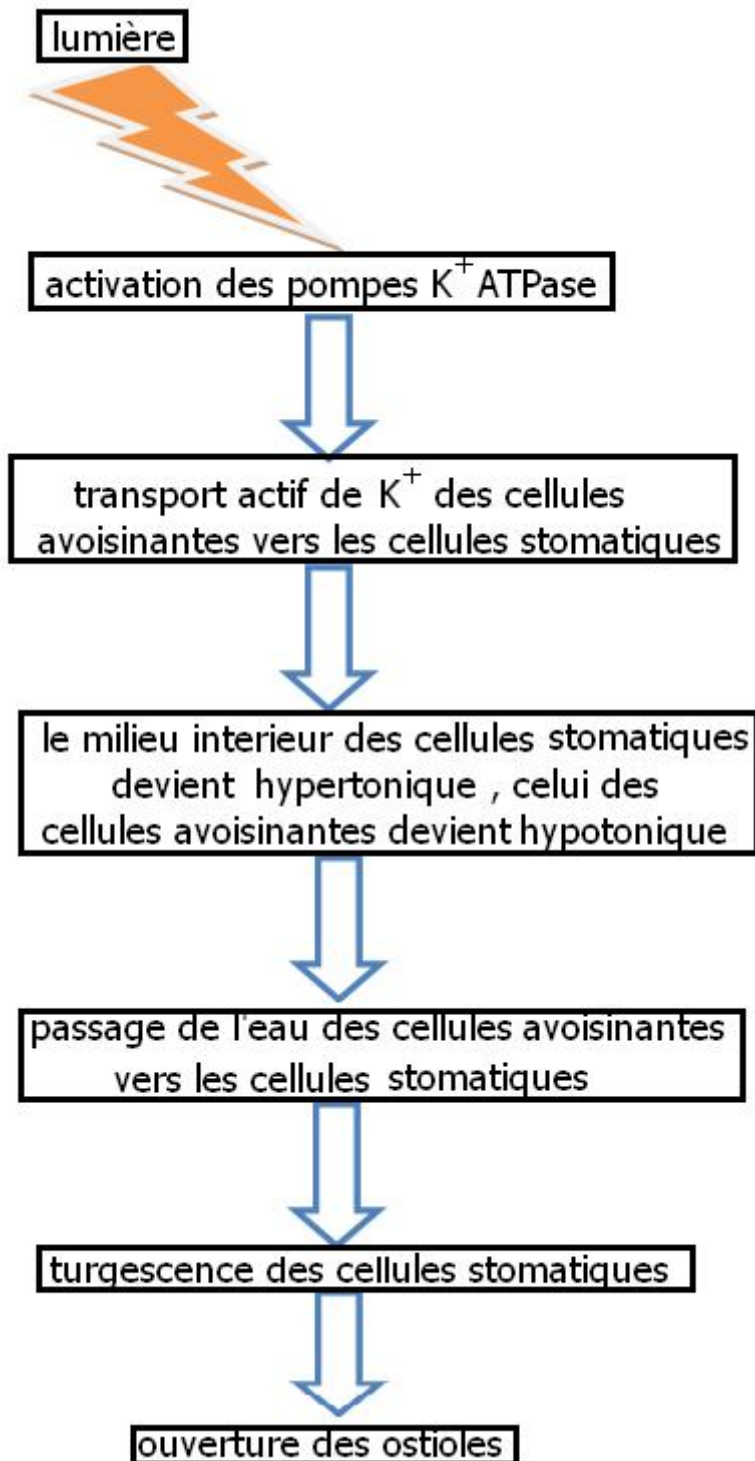 lumière
activation des pompes K⁺ATPase
transport actif de K⁺ des cellules
avoisinantes vers les cellules stomatiques
le milieu interieur des cellules stomatiques
devient hypertonique , celui des
cellules avoisinantes devient hypotonique
passage de l'eau des cellules avoisinantes
vers les cellules stomatiques
turgescence des cellules stomatiques
ouverture des ostioles